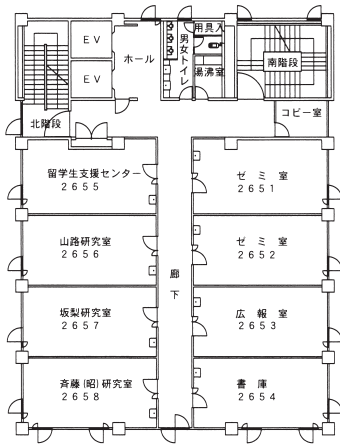 用具入
EV
ホール
男女トイレ
湯沸室
南階段
EV
コピー室
北階段
留学生支援センター
2655
ゼミ室
2651
山路研究室
2656
ゼミ室
2652
廊下
坂梨研究室
2657
広報室
2653
斉藤(昭)研究室
2658
書庫
2654